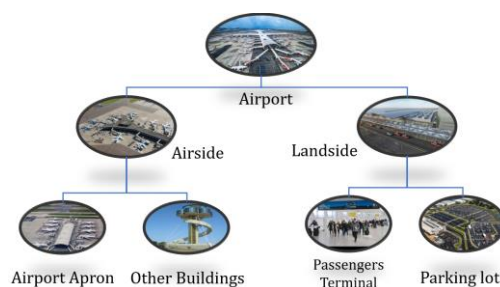 Airport
Airside
Landside
Airport Apron
Other Buildings
Passengers
Terminal
Parking lot